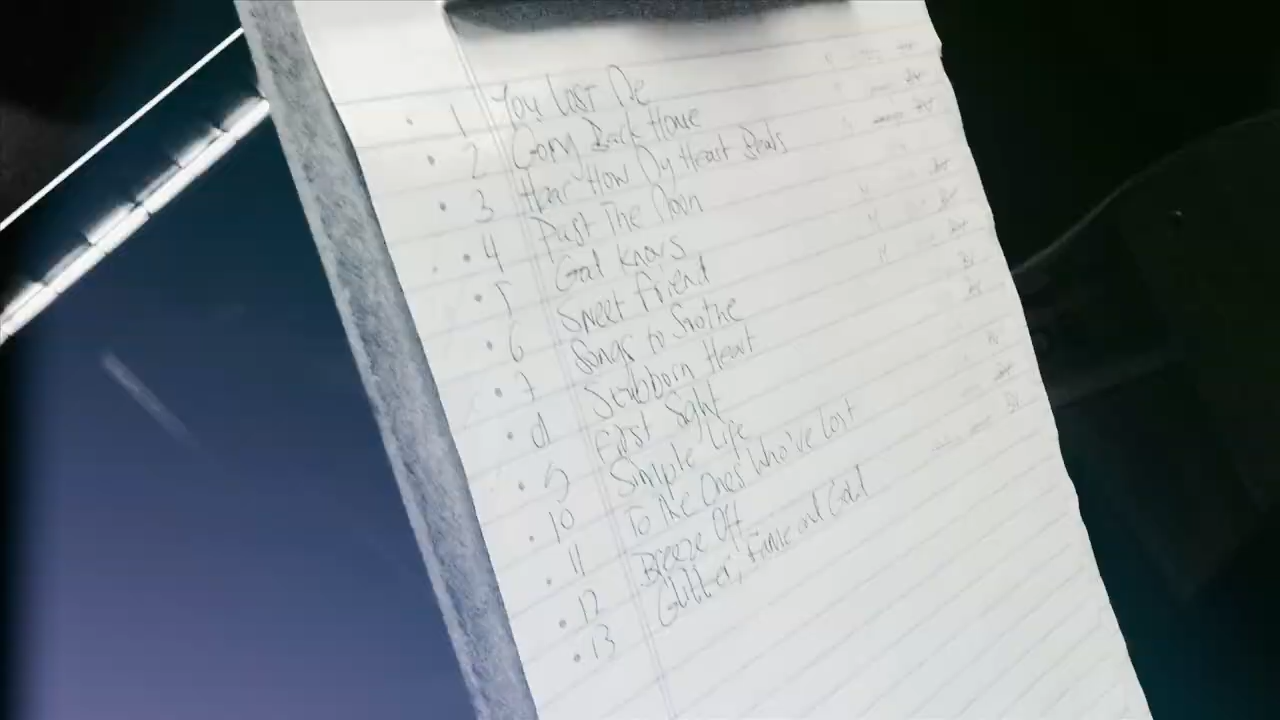 1 You Lost Me
2 Gong Back Home
3 Hear How My Heart Beats
4 Past The Moon
5 God Knows
6 Sweet Friend
7 Songs to Soothe
8 Stubborn Heart
9 First Sight
10 Simple Life
11 To The Ones Who've Lost
12 Breeze Off
13 Glitter, Fame and Gold